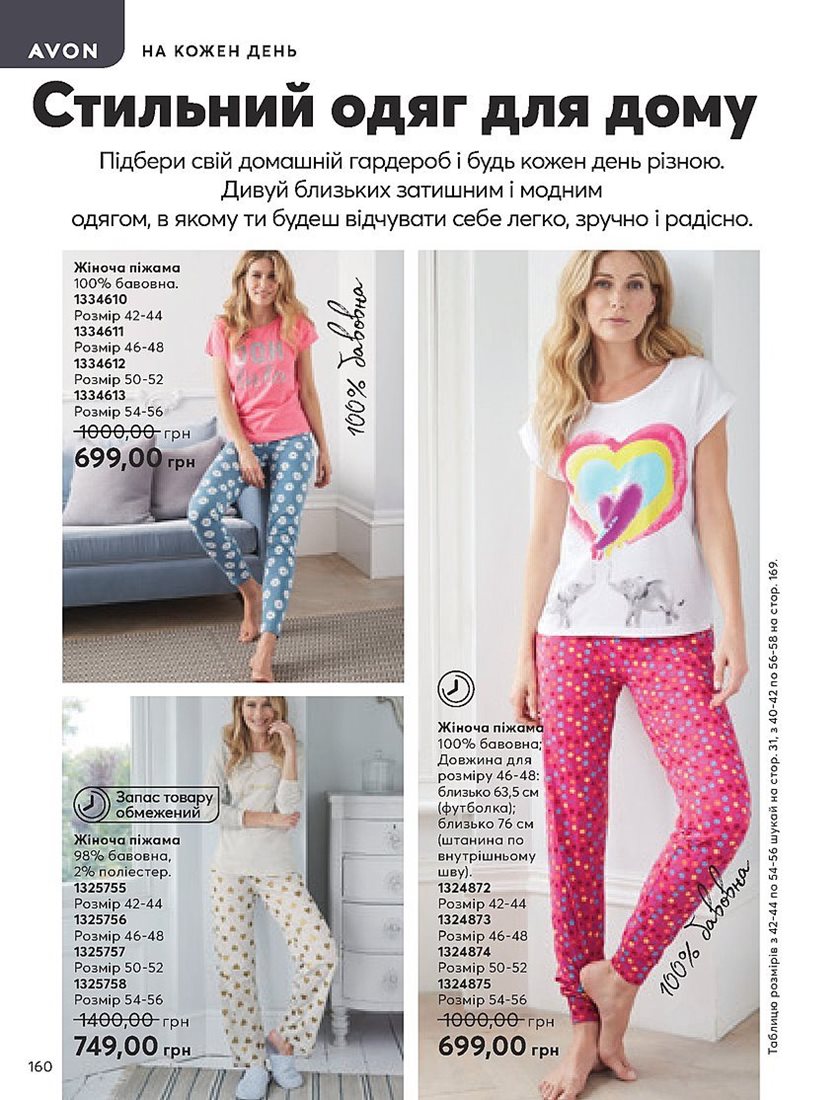 AVON
НА КОЖЕН ДЕНЬ
Стильний одяг для дому
Підбери свій домашній гардероб і будь кожен день різною.
Дивуй близьких затишним і модним
одягом, в якому ти будеш відчувати себе легко, зручно і радісно.
Жіноча піжама
100% бавовна.
1334610
Розмір 42-44
1334611
Розмір 46-48
1334612
Розмір 50-52
1334613
Розмір 54-56
1000,00 грн
699,00 грн
100% бавовна
Запас товару
обмежений
Жіноча піжама
98% бавовна,
2% поліестер.
1325755
Розмір 42-44
1325756
Розмір 46-48
1325757
Розмір 50-52
1325758
Розмір 54-56
1400,00 грн
749,00 грн
Жіноча піжама
100% бавовна;
Довжина для
розміру 46-48:
близько 63,5 см
(футболка);
близько 76 см
(штанина по
внутрішньому
шву).
1324872
Розмір 42-44
1324873
Розмір 46-48
1324874
Розмір 50-52
1324875
Розмір 54-56
1000,00 грн
699,00 грн
100% бавовна
Таблицю розмірів з 42-44 по 54-56 шукай на стор. 31, з 40-42 по 56-58 на стор. 169.
160